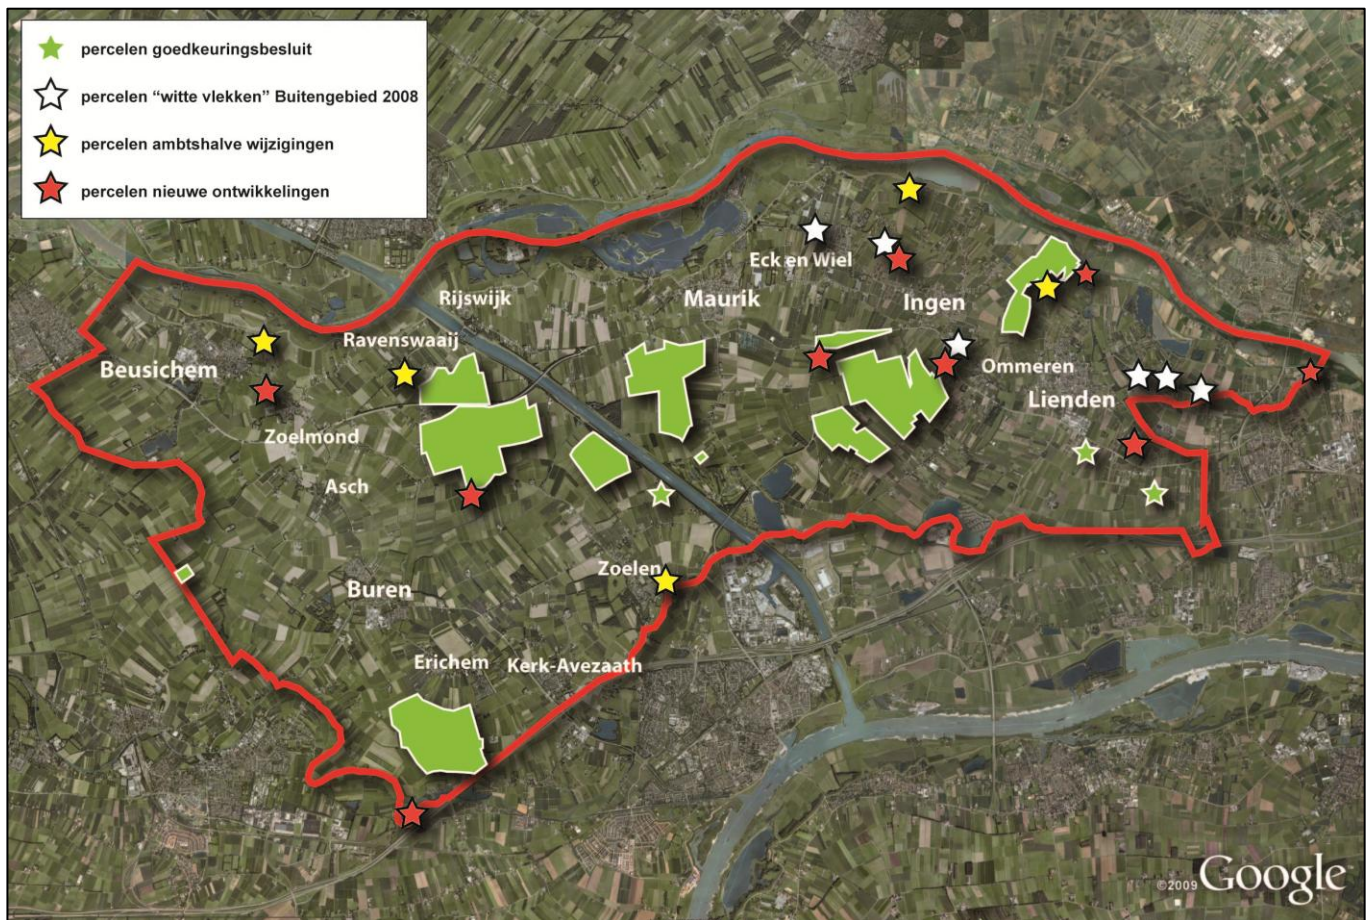 percelen goedkeuringsbesluit
percelen "witte vlekken" Buitengebied 2008
percelen ambtshalve wijzigingen
percelen nieuwe ontwikkelingen
Eck en Wiel
Rijswijk
Maurik
Ingen
Ravenswaaij
Beusichem
Ommeren
Lienden
Zoelmond
Asch
Zoelen
Buren
Erichem
Kerk-Avezaath
©2009 Google